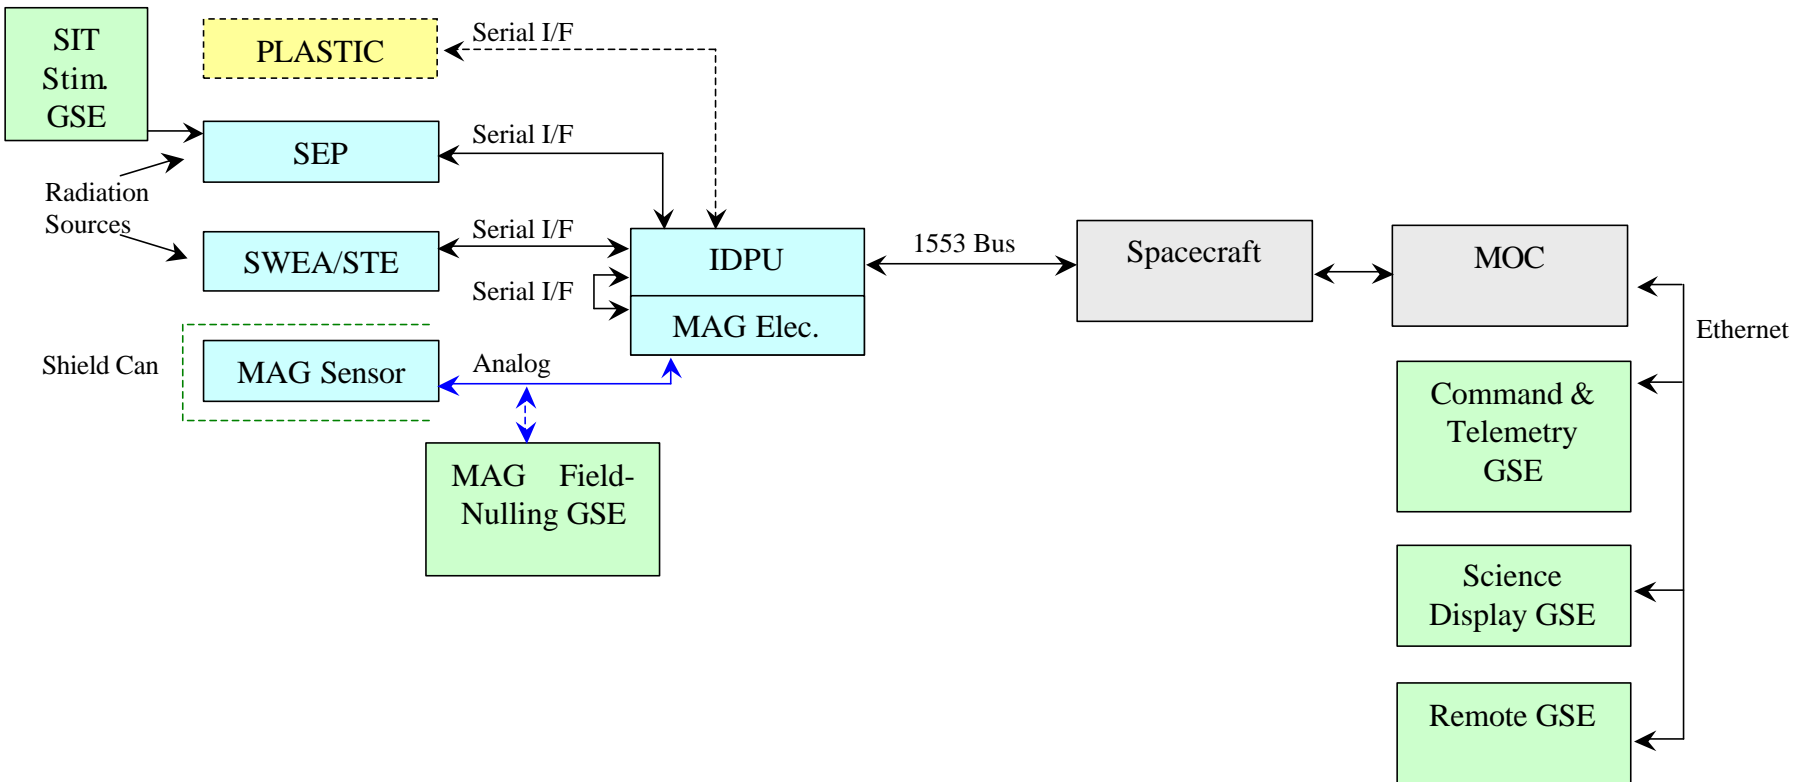 SIT
Stim.
GSE
PLASTIC
Serial I/F
SEP
Serial I/F
Radiation
Sources
SWEA/STE
Serial I/F
Serial I/F
IDPU
MAG Elec.
1553 Bus
Spacecraft
MOC
Ethernet
Shield Can
MAG Sensor
Analog
MAG Field-
Nulling GSE
Command &
Telemetry
GSE
Science
Display GSE
Remote GSE